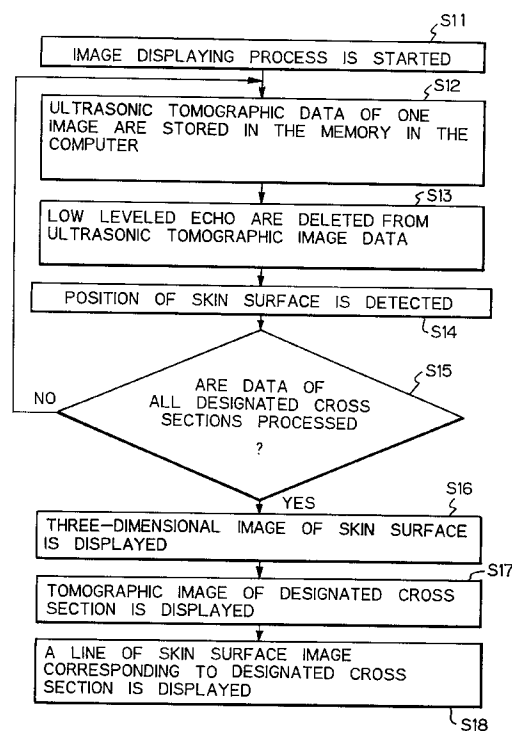 S11
IMAGE DISPLAYING PROCESS IS STARTED
S12
ULTRASONIC TOMOGRAPHIC DATA OF ONE
IMAGE ARE STORED IN THE MEMORY IN THE
COMPUTER
S13
LOW LEVELED ECHO ARE DELETED FROM
ULTRASONIC TOMOGRAPHIC IMAGE DATA
POSITION OF SKIN SURFACE IS DETECTED
S14
S15
ARE DATA OF
ALL DESIGNATED CROSS
SECTIONS PROCESSED
?
NO
YES
S16
THREE-DIMENSIONAL IMAGE OF SKIN SURFACE
IS DISPLAYED
S17
TOMOGRAPHIC IMAGE OF DESIGNATED CROSS
SECTION IS DISPLAYED
A LINE OF SKIN SURFACE IMAGE
CORRESPONDING TO DESIGNATED CROSS
SECTION IS DISPLAYED
S18